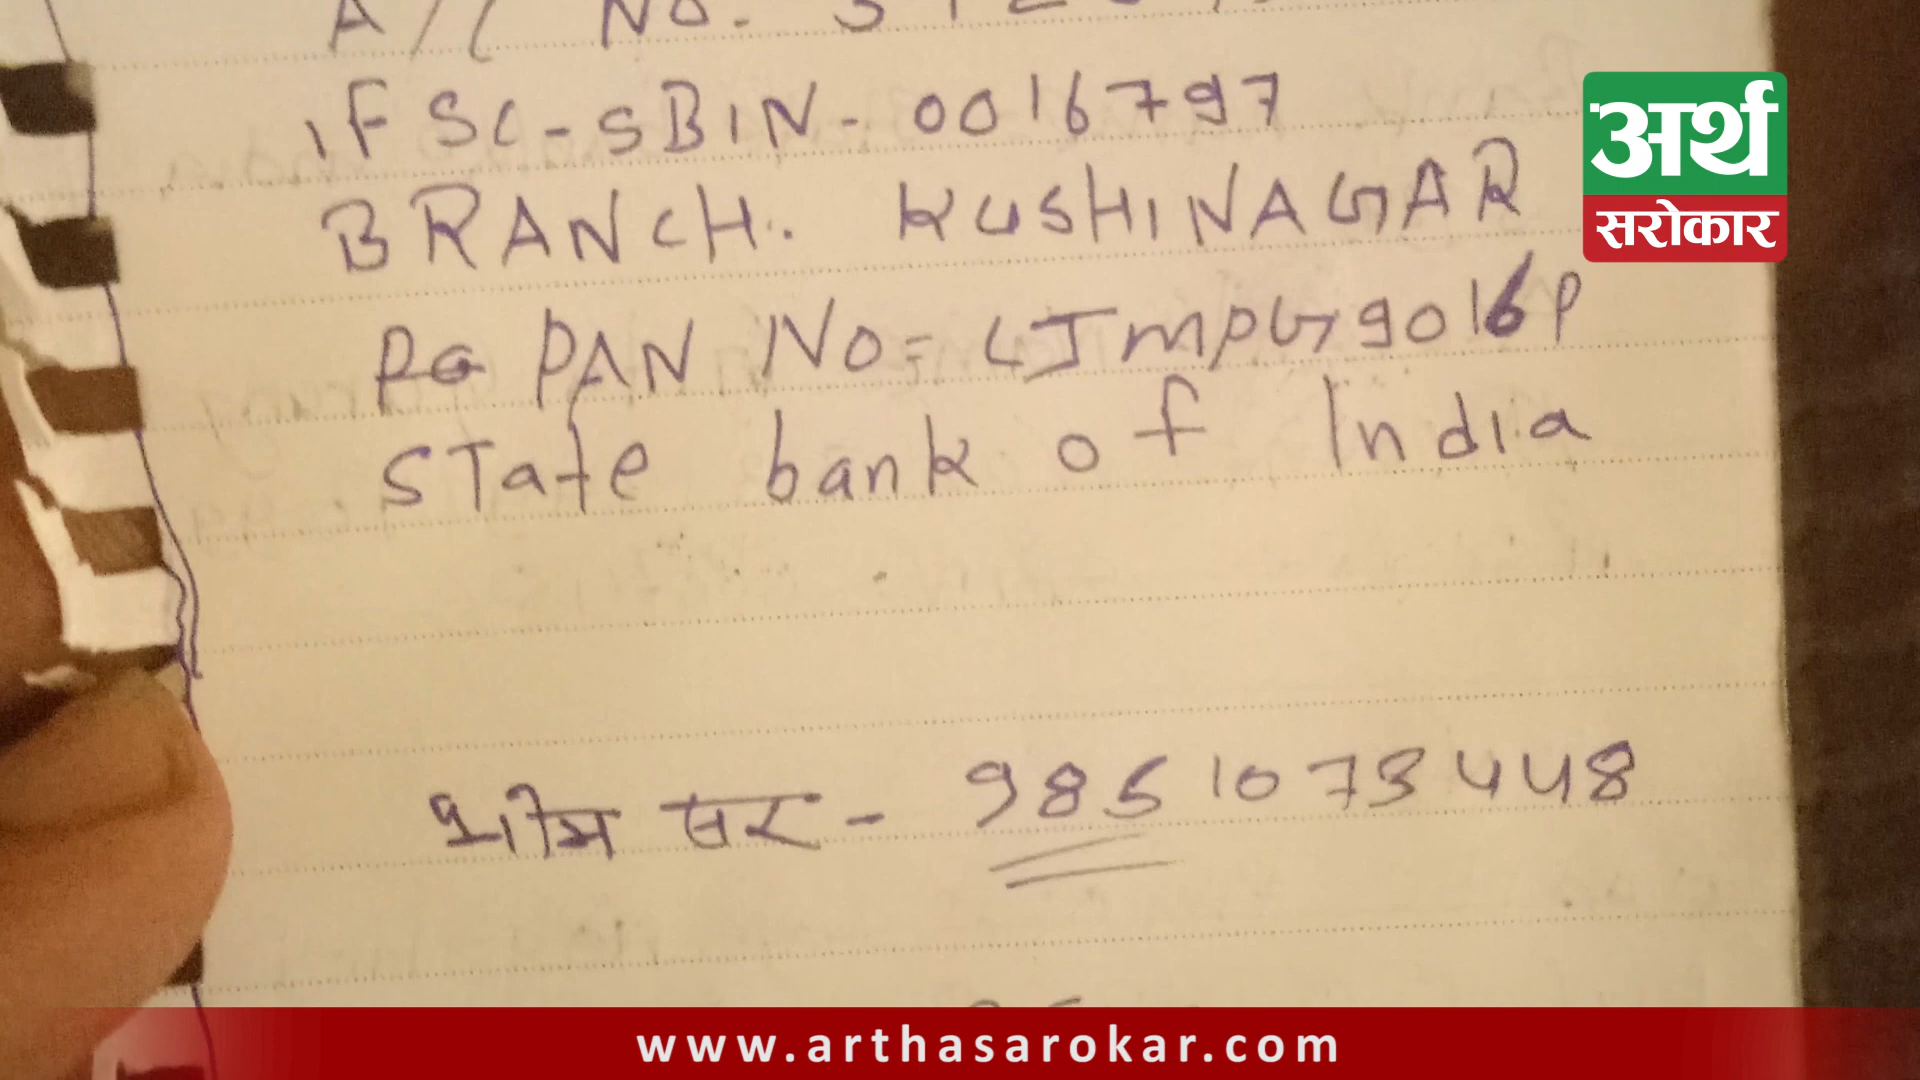 A/C No.
IFSC-SBIN-0016797
BRANCH. KUSHINAGAR
PAN NO= LJMPG9016P
State bank of India
भीम सर - 9851073448
अर्थ
सरोकार
www.arthasarokar.com